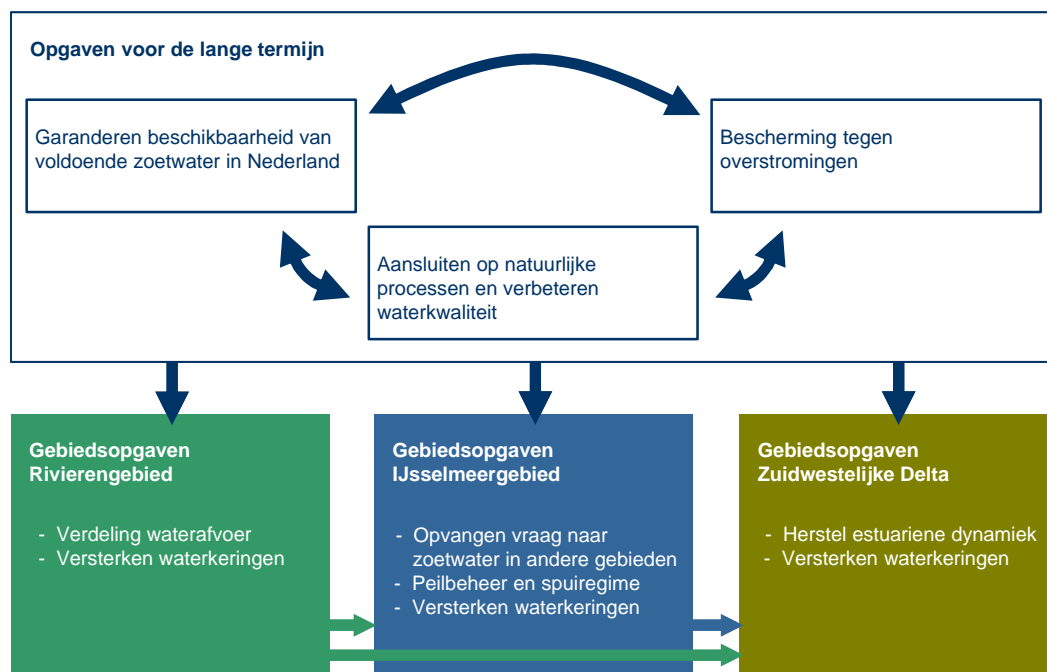 Opgaven voor de lange termijn
Garanderen beschikbaarheid van
voldoende zoetwater in Nederland
Bescherming tegen
overstromingen
Aansluiten op natuurlijke
processen en verbeteren
waterkwaliteit
Gebiedsopgaven
Rivierengebied
- Verdeling waterafvoer
- Versterken waterkeringen
Gebiedsopgaven
IJsselmeergebied
- Opvangen vraag naar
zoetwater in andere gebieden
- Peilbeheer en spuiregime
- Versterken waterkeringen
Gebiedsopgaven
Zuidwestelijke Delta
- Herstel estuariene dynamiek
- Versterken waterkeringen